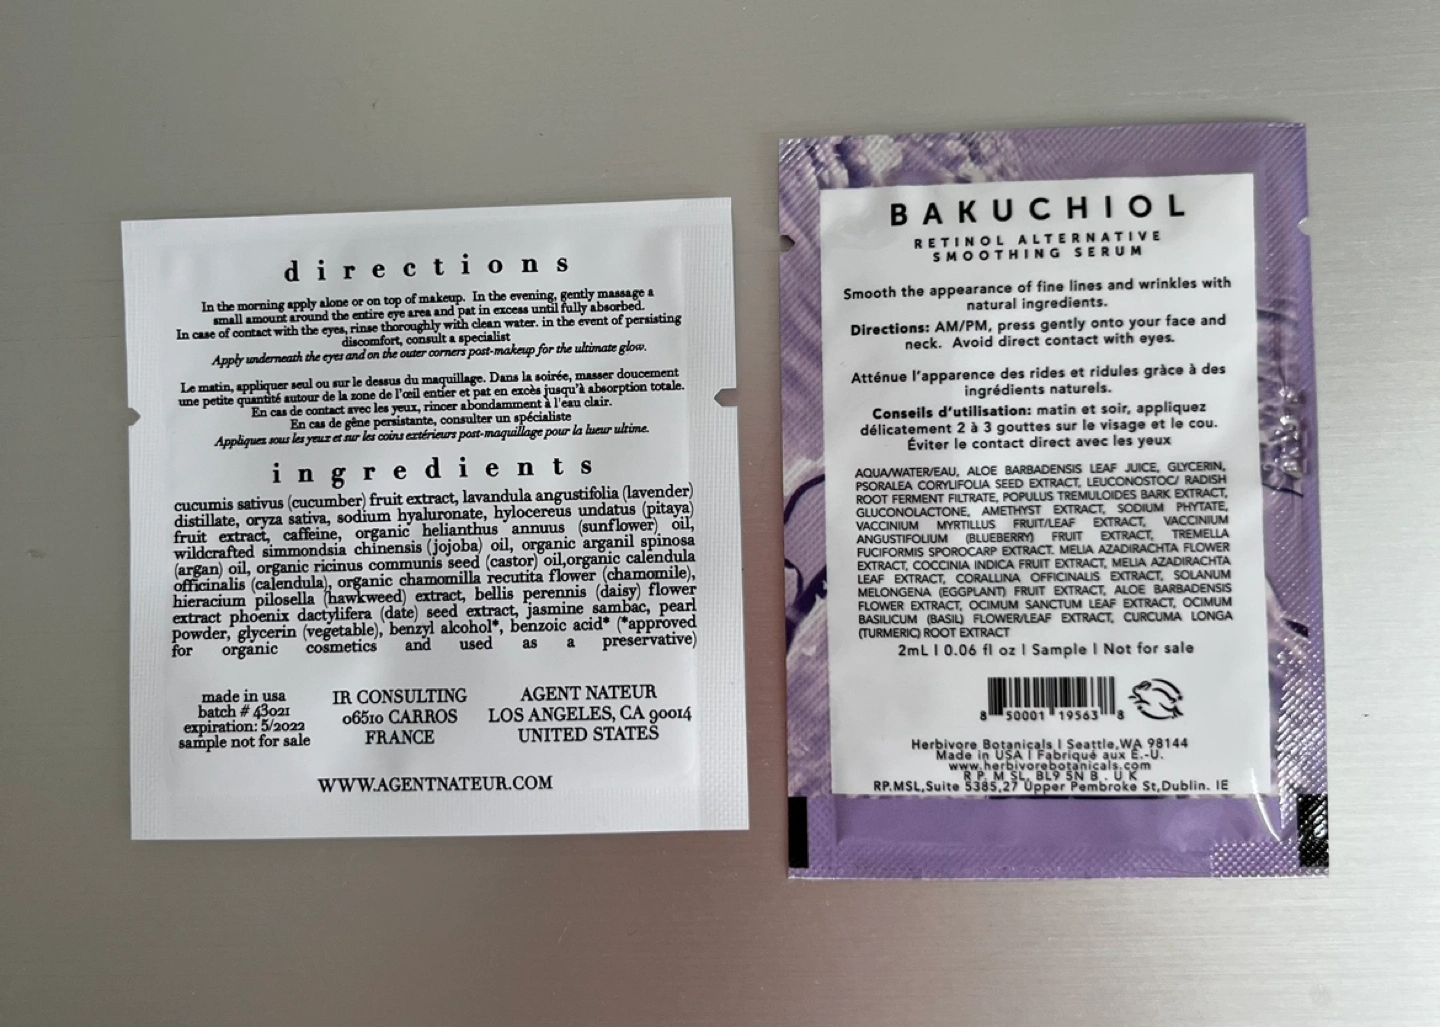 directions
In the morning apply alone or on top of makeup. In the evening, gently massage a
small amount around the entire eye area and pat in excess until fully absorbed.
In case of contact with the eyes, rinse thoroughly with clean water. in the event of persisting
discomfort, consult a specialist
Apply underneath the eyes and on the outer corners post-makeup for the ultimate glow.
Le matin, appliquer seul ou sur le dessus du maquillage. Dans la soirée, masser doucement
une petite quantité autour de la zone de l'œil entier et pat en excès jusqu'à absorption totale.
En cas de contact avec les yeux, rincer abondamment à l'eau clair.
En cas de gêne persistante, consulter un spécialiste
Appliquez sous les yeux et sur les coins extérieurs post-maquillage pour la lueur ultime.
ingredients
cucumis sativus (cucumber) fruit extract, lavandula angustifolia (lavender)
distillate, oryza sativa, sodium hyaluronate, hylocereus undatus (pitaya)
fruit extract, caffeine, organic helianthus annuus (sunflower) oil,
wildcrafted simmondsia chinensis (jojoba) oil, organic arganil spinosa
(argan) oil, organic ricinus communis seed (castor) oil,organic calendula
officinalis (calendula), organic chamomilla recutita flower (chamomile),
hieracium pilosella (hawkweed) extract, bellis perennis (daisy) flower
extract phoenix dactylifera (date) seed extract, jasmine sambac, pearl
powder, glycerin (vegetable), benzyl alcohol*, benzoic acid* (*approved
for organic cosmetics and used as a preservative)
made in usa
batch # 43021
expiration: 5/2022
sample not for sale
IR CONSULTING
06510 CARROS
FRANCE
AGENT NATEUR
LOS ANGELES, CA 90014
UNITED STATES
WWW.AGENTNATEUR.COM
BAKUCHIOL
RETINOL ALTERNATIVE
SMOOTHING SERUM
Smooth the appearance of fine lines and wrinkles with
natural ingredients.
Directions: AM/PM, press gently onto your face and
neck. Avoid direct contact with eyes.
Atténue l'apparence des rides et ridules gràce à des
ingrédients naturels.
Conseils d'utilisation: matin et soir, appliquez
délicatement 2 à 3 gouttes sur le visage et le cou.
Éviter le contact direct avec les yeux
AQUA/WATER/EAU, ALOE BARBADENSIS LEAF JUICE, GLYCERIN,
PSORALEA CORYLIFOLIA SEED EXTRACT, LEUCONOSTOC/ RADISH
ROOT FERMENT FILTRATE, POPULUS TREMULOIDES BARK EXTRACT,
GLUCONOLACTONE, AMETHYST EXTRACT, SODIUM PHYTATE,
VACCINIUM MYRTILLUS FRUIT/LEAF EXTRACT, VACCINIUM
ANGUSTIFOLIUM (BLUEBERRY) FRUIT EXTRACT, TREMELLA
FUCIFORMIS SPOROCARP EXTRACT. MELIA AZADIRACHTA FLOWER
EXTRACT, COCCINIA INDICA FRUIT EXTRACT, MELIA AZADIRACHTA
LEAF EXTRACT, CORALLINA OFFICINALIS EXTRACT, SOLANUM
MELONGENA (EGGPLANT) FRUIT EXTRACT, ALOE BARBADENSIS
FLOWER EXTRACT, OCIMUM SANCTUM LEAF EXTRACT, OCIMUM
BASILICUM (BASIL) FLOWER/LEAF EXTRACT, CURCUMA LONGA
(TURMERIC) ROOT EXTRACT
2mL | 0.06 fl oz | Sample | Not for sale
8 50001 19563 8
Herbivore Botanicals | Seattle,WA 98144
Made in USA | Fabriqué aux É.-U.
www.herbivorebotanicals.com
R.P. M SL, BL9 5N B . U K
RP.MSL,Suite 5385,27 Upper Pembroke St,Dublin. IE